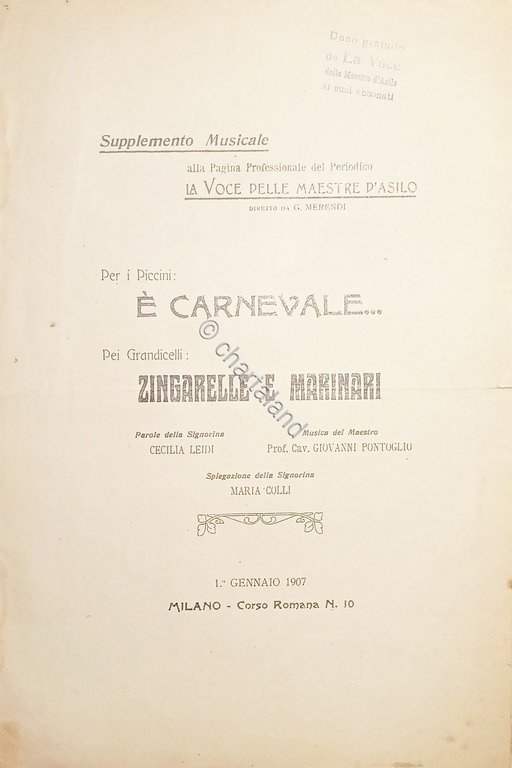 Dono gratuito
de La Voce
delle Maestre d'Asilo
ai suoi abbonati
Supplemento Musicale
alla Pagina Professionale del Periodico
LA VOCE DELLE MAESTRE D'ASILO
DIRETTO DA G. MERENDI
Per i Piccini:
È CARNEVALE...
Pei Grandicelli:
ZINGARELLE E MARINARI
Parole della Signorina
CECILIA LEIDI
Musica del Maestro
Prof. Cav. GIOVANNI PONTOGLIO
Spiegazione della Signorina
MARIA COLLI
1.° GENNAIO 1907
MILANO - Corso Romana N. 10
© chartaland